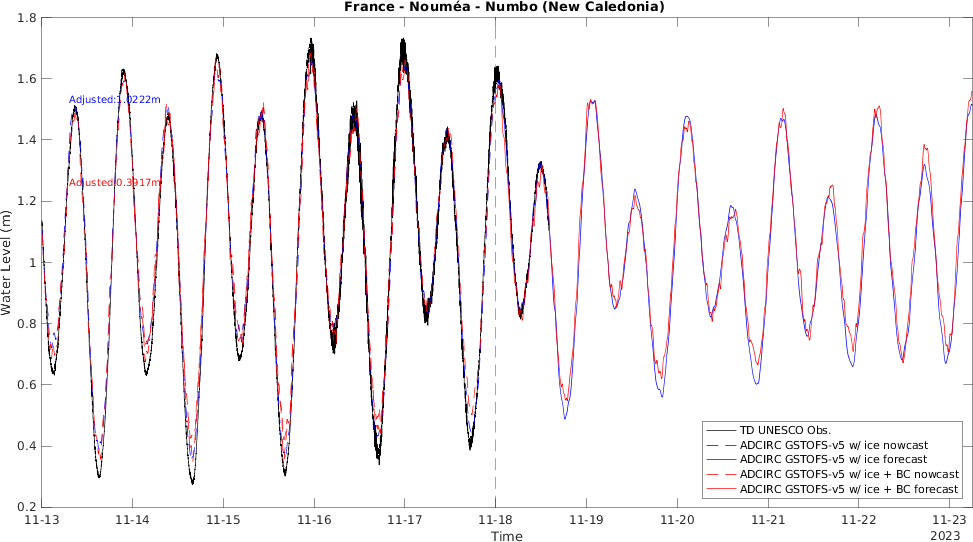 France - Nouméa - Numbo (New Caledonia)
1.8
1.6
1.4
1.2
1
0.8
0.6
0.4
0.2
Water Level (m)
Adjusted:1.0222m
Adjusted:0.3917m
TD UNESCO Obs.
ADCIRC GSTOFS-v5 w/ ice nowcast
ADCIRC GSTOFS-v5 w/ ice forecast
ADCIRC GSTOFS-v5 w/ ice + BC nowcast
ADCIRC GSTOFS-v5 w/ ice + BC forecast
11-13 11-14 11-15 11-16 11-17 11-18 11-19 11-20 11-21 11-22 11-23
2023
Time